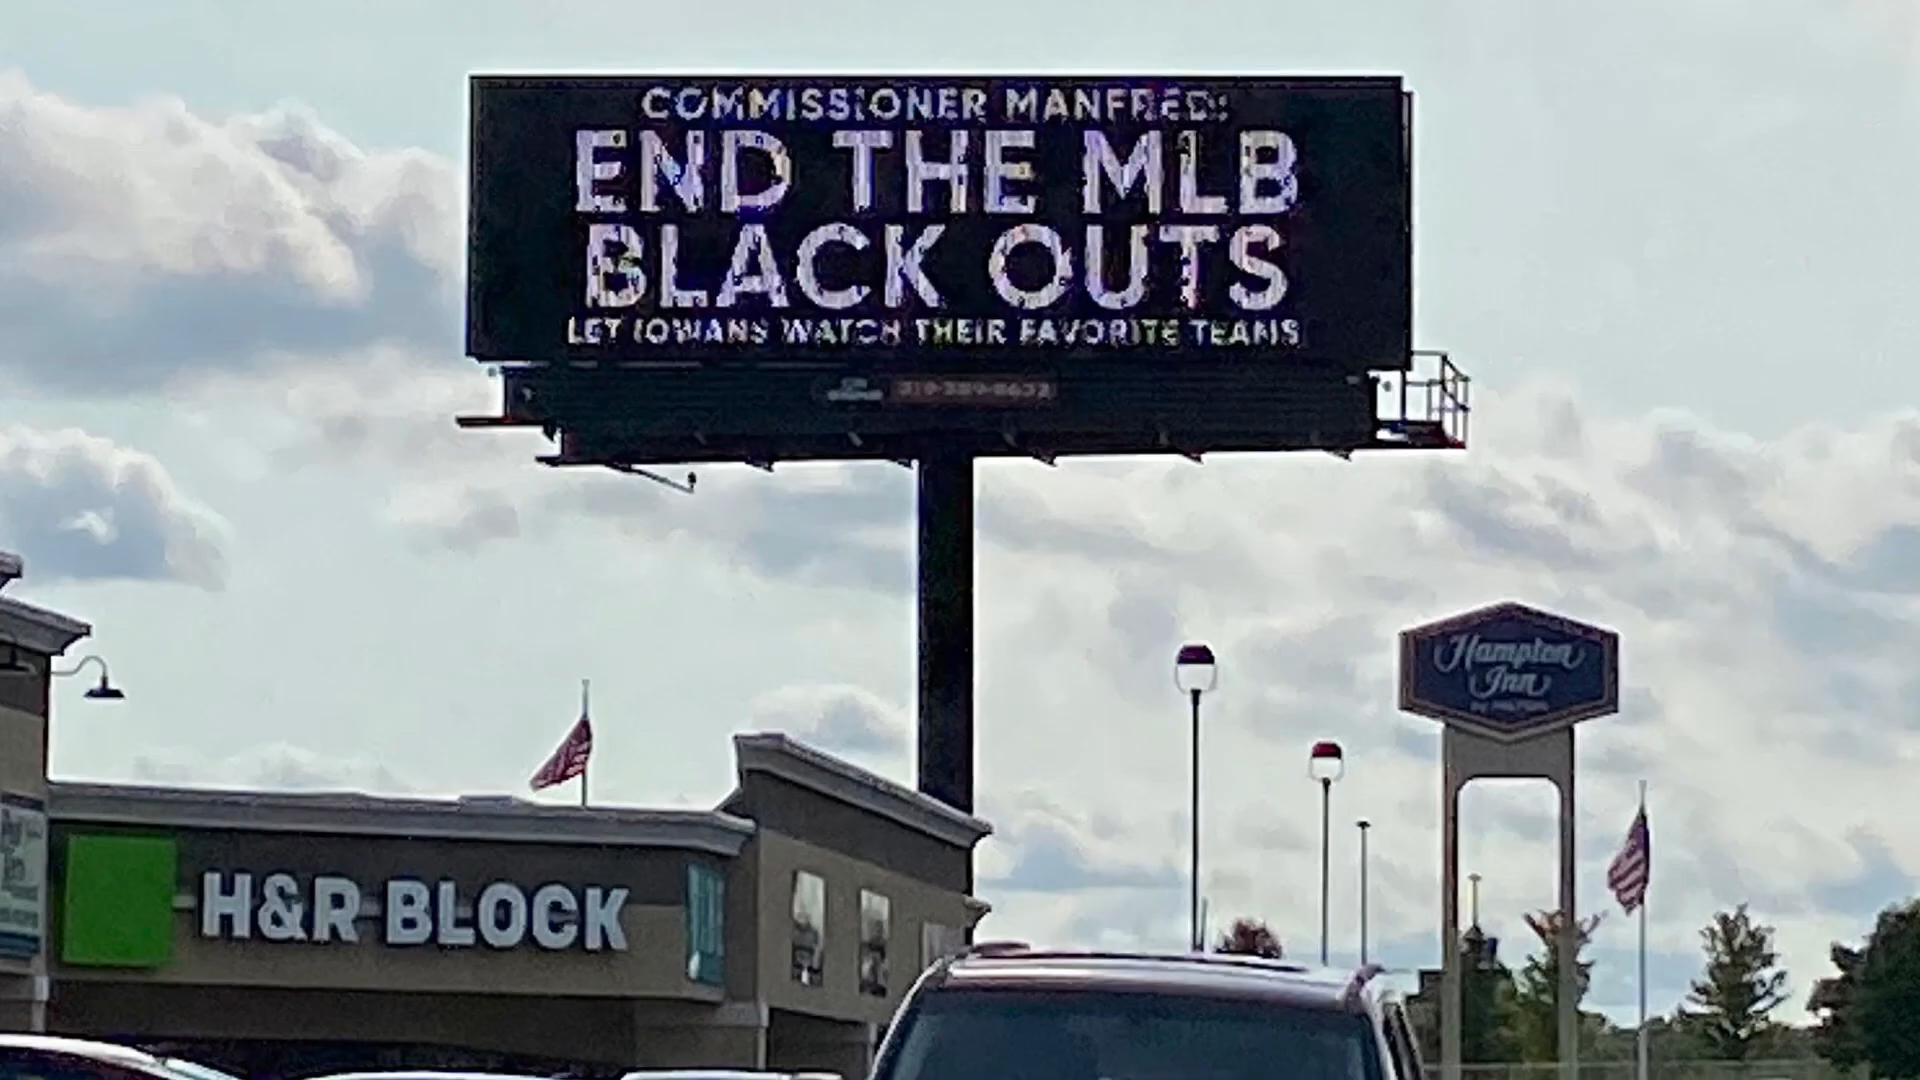 COMMISSIONER MANFRED:
END THE MLB
BLACK OUTS
LET IOWANS WATCH THEIR FAVORITE TEAMS
Hampton
Inn
H&R BLOCK